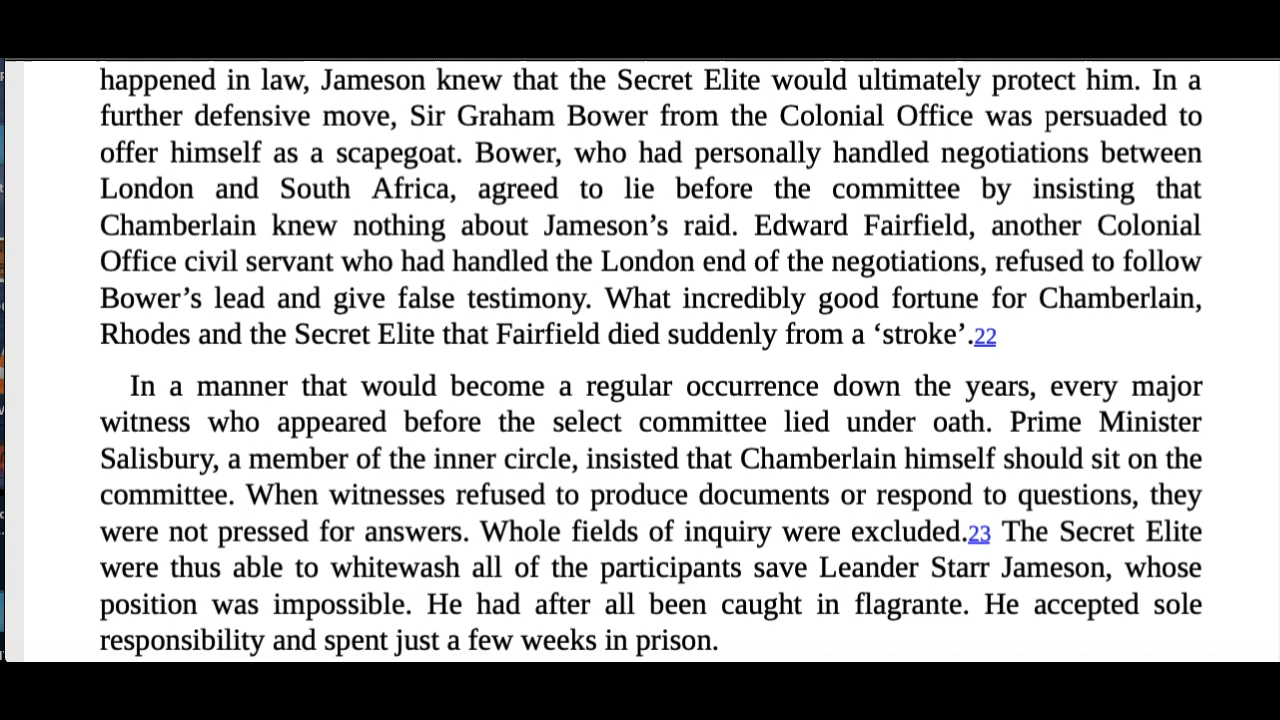 happened in law, Jameson knew that the Secret Elite would ultimately protect him. In a
further defensive move, Sir Graham Bower from the Colonial Office was persuaded to
offer himself as a scapegoat. Bower, who had personally handled negotiations between
London and South Africa, agreed to lie before the committee by insisting that
Chamberlain knew nothing about Jameson’s raid. Edward Fairfield, another Colonial
Office civil servant who had handled the London end of the negotiations, refused to follow
Bower’s lead and give false testimony. What incredibly good fortune for Chamberlain,
Rhodes and the Secret Elite that Fairfield died suddenly from a ‘stroke’.22
In a manner that would become a regular occurrence down the years, every major
witness who appeared before the select committee lied under oath. Prime Minister
Salisbury, a member of the inner circle, insisted that Chamberlain himself should sit on the
committee. When witnesses refused to produce documents or respond to questions, they
were not pressed for answers. Whole fields of inquiry were excluded.23 The Secret Elite
were thus able to whitewash all of the participants save Leander Starr Jameson, whose
position was impossible. He had after all been caught in flagrante. He accepted sole
responsibility and spent just a few weeks in prison.